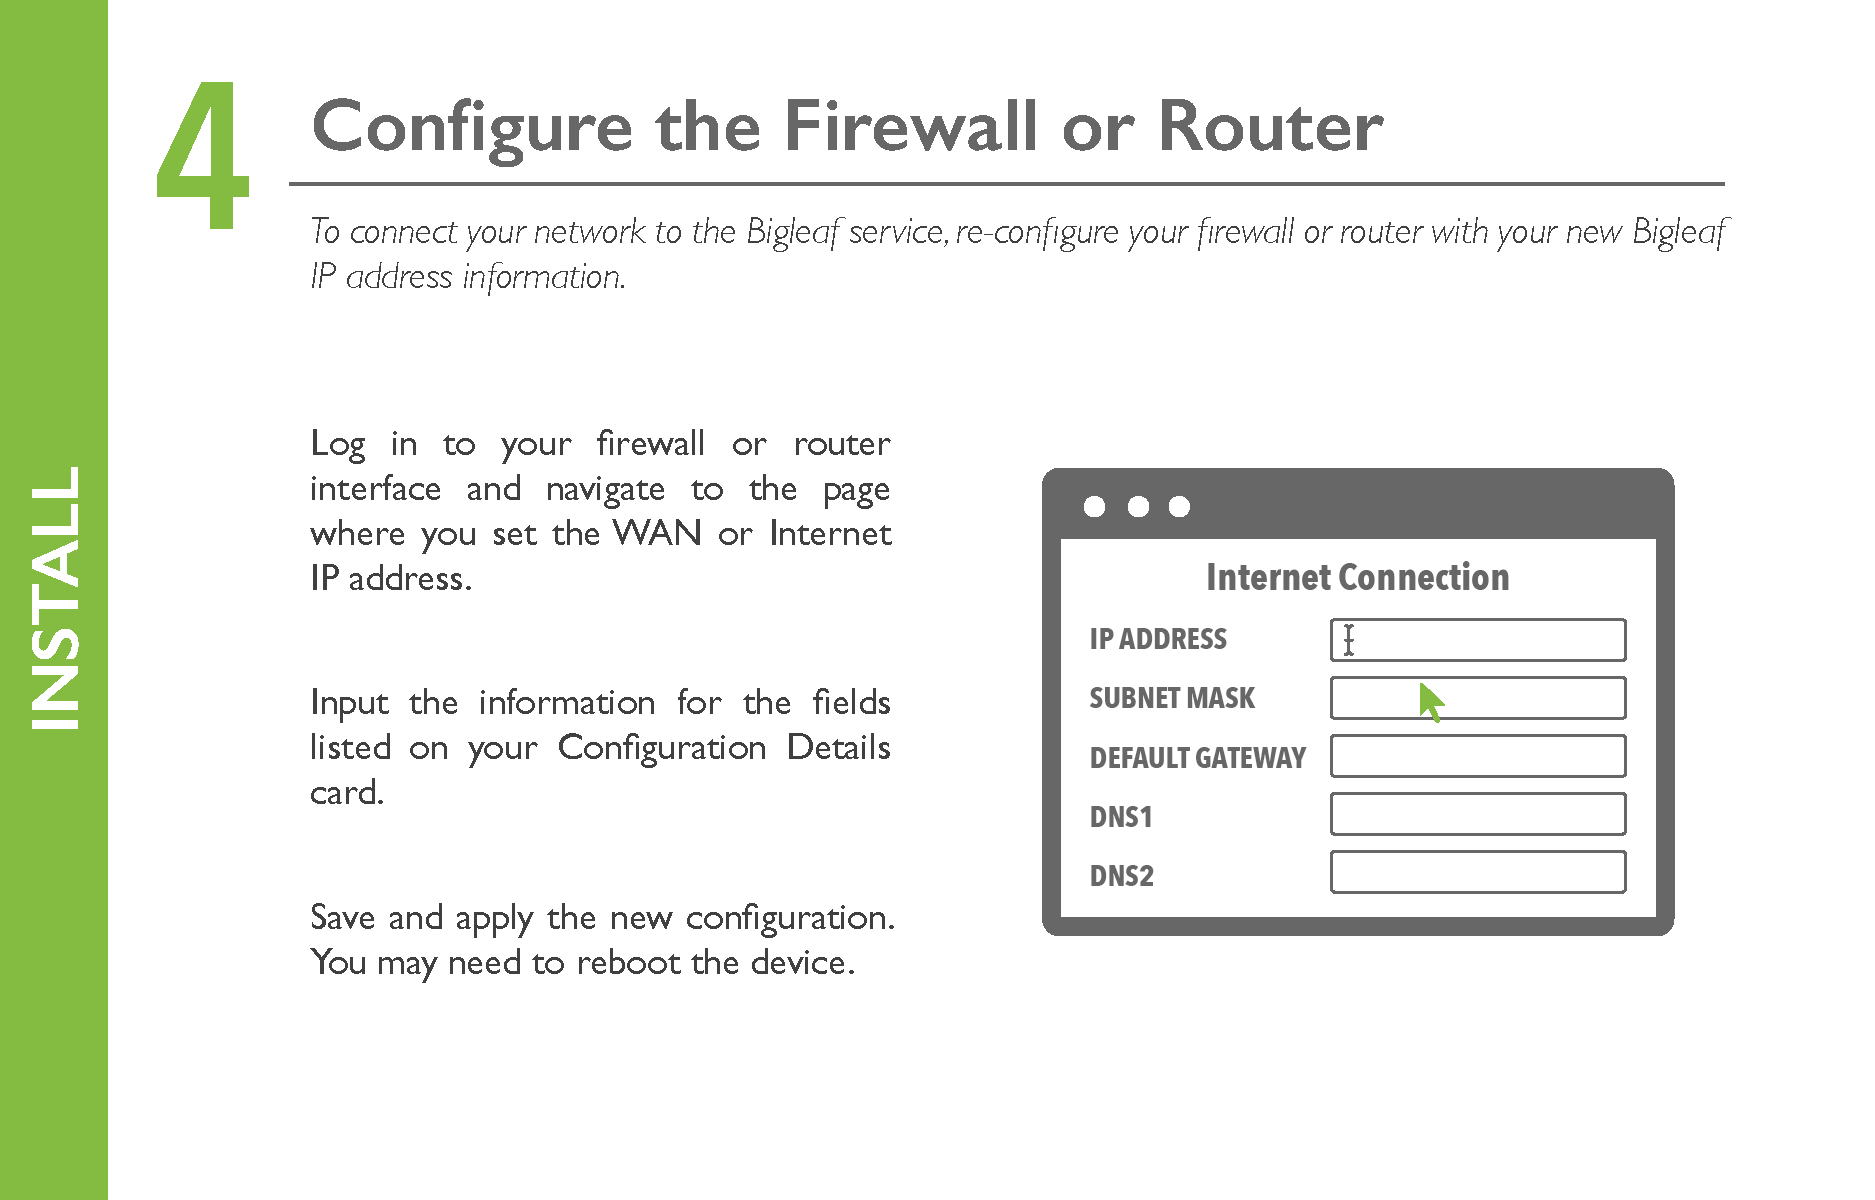 INSTALL
4
Configure the Firewall or Router
To connect your network to the Bigleaf service, re-configure your firewall or router with your new Bigleaf
IP address information.
Log in to your firewall or router
interface and navigate to the page
where you set the WAN or Internet
IP address.
Input the information for the fields
listed on your Configuration Details
card.
Save and apply the new configuration.
You may need to reboot the device.
Internet Connection
IP ADDRESS
SUBNET MASK
DEFAULT GATEWAY
DNS1
DNS2